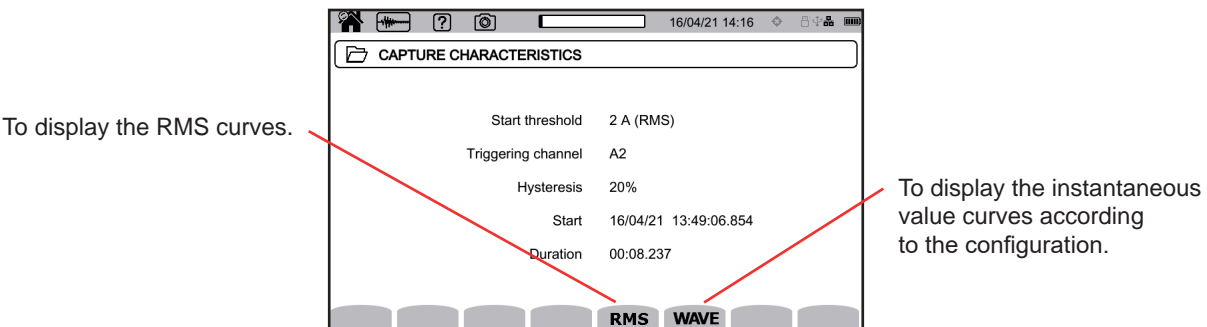 ?
16/04/21 14:16
CAPTURE CHARACTERISTICS
To display the RMS curves.
Start threshold 2 A (RMS)
Triggering channel A2
Hysteresis 20%
Start 16/04/21 13:49:06.854
Duration 00:08.237
To display the instantaneous
value curves according
to the configuration.
RMS WAVE